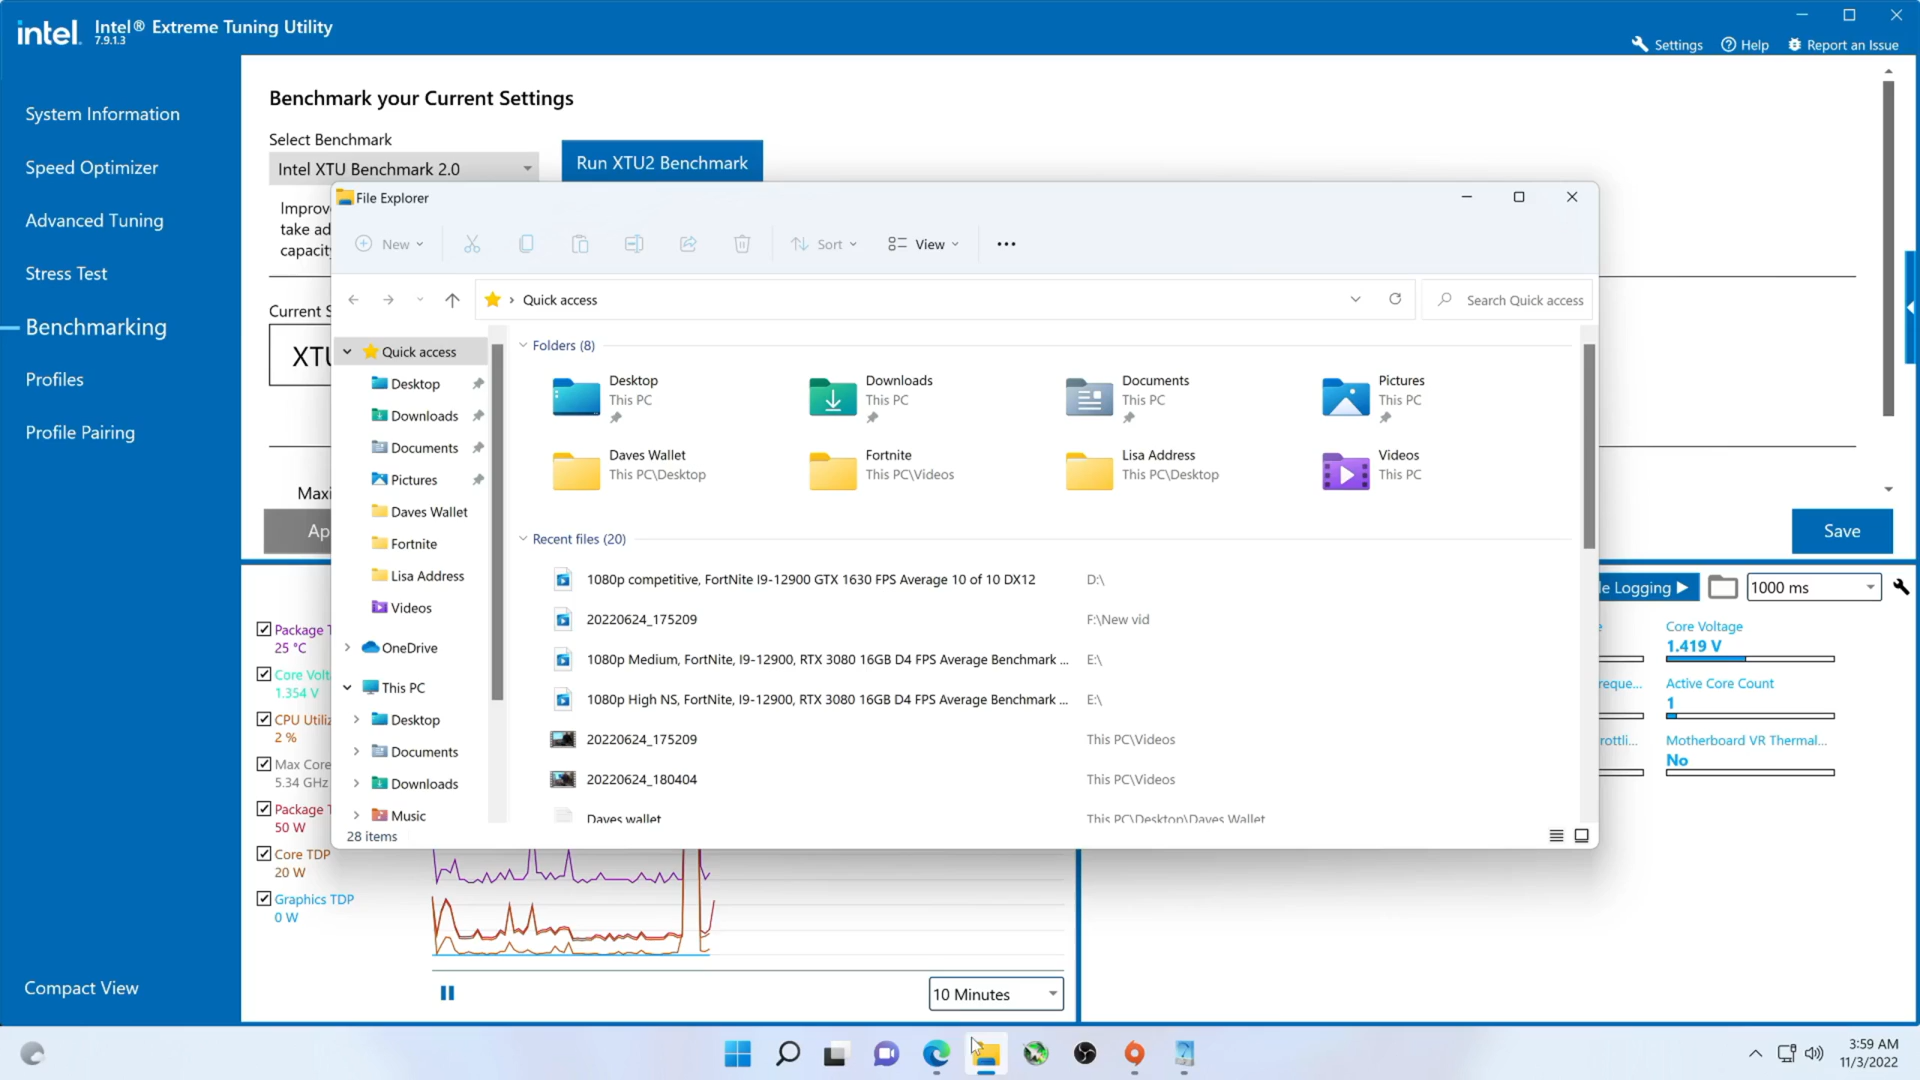 intel.
Intel® Extreme Tuning Utility
7.9.1.3
Settings
Help
Report an Issue
System Information
Speed Optimizer
Advanced Tuning
Stress Test
Benchmarking
Profiles
Profile Pairing
Compact View
Benchmark your Current Settings
Select Benchmark
Intel XTU Benchmark 2.0
Run XTU2 Benchmark
take
Current
Save
File Explorer
New
Sort
View
Quick access
Search Quick access
Quick access
Desktop
Downloads
Documents
Pictures
Daves Wallet
Fortnite
Lisa Address
Videos
OneDrive
This PC
Desktop
Documents
Downloads
Music
28 items
Folders (8)
Desktop
This PC
Downloads
This PC
Documents
This PC
Pictures
This PC
Daves Wallet
This PC\Desktop
Fortnite
This PC\Videos
Lisa Address
This PC\Desktop
Videos
This PC
Recent files (20)
1080p competitive, FortNite I9-12900 GTX 1630 FPS Average 10 of 10 DX12 D:\
20220624_175209 F:\New vid
1080p Medium, FortNite, I9-12900, RTX 3080 16GB D4 FPS Average Benchmark ... E:\
1080p High NS, FortNite, I9-12900, RTX 3080 16GB D4 FPS Average Benchmark ... E:\
20220624_175209 This PC\Videos
20220624_180404 This PC\Videos
Daves wallet This PC\Desktop\Daves Wallet
Package
25 °C
Core
1.354 V
CPU
2 %
Max Core
5.34 GHz
Package
50 W
Core TDP
20 W
Graphics TDP
0 W
10 Minutes
Logging
1000 ms
Core Voltage
1.419 V
Active Core Count
1
Motherboard VR Thermal...
No
3:59 AM
11/3/2022